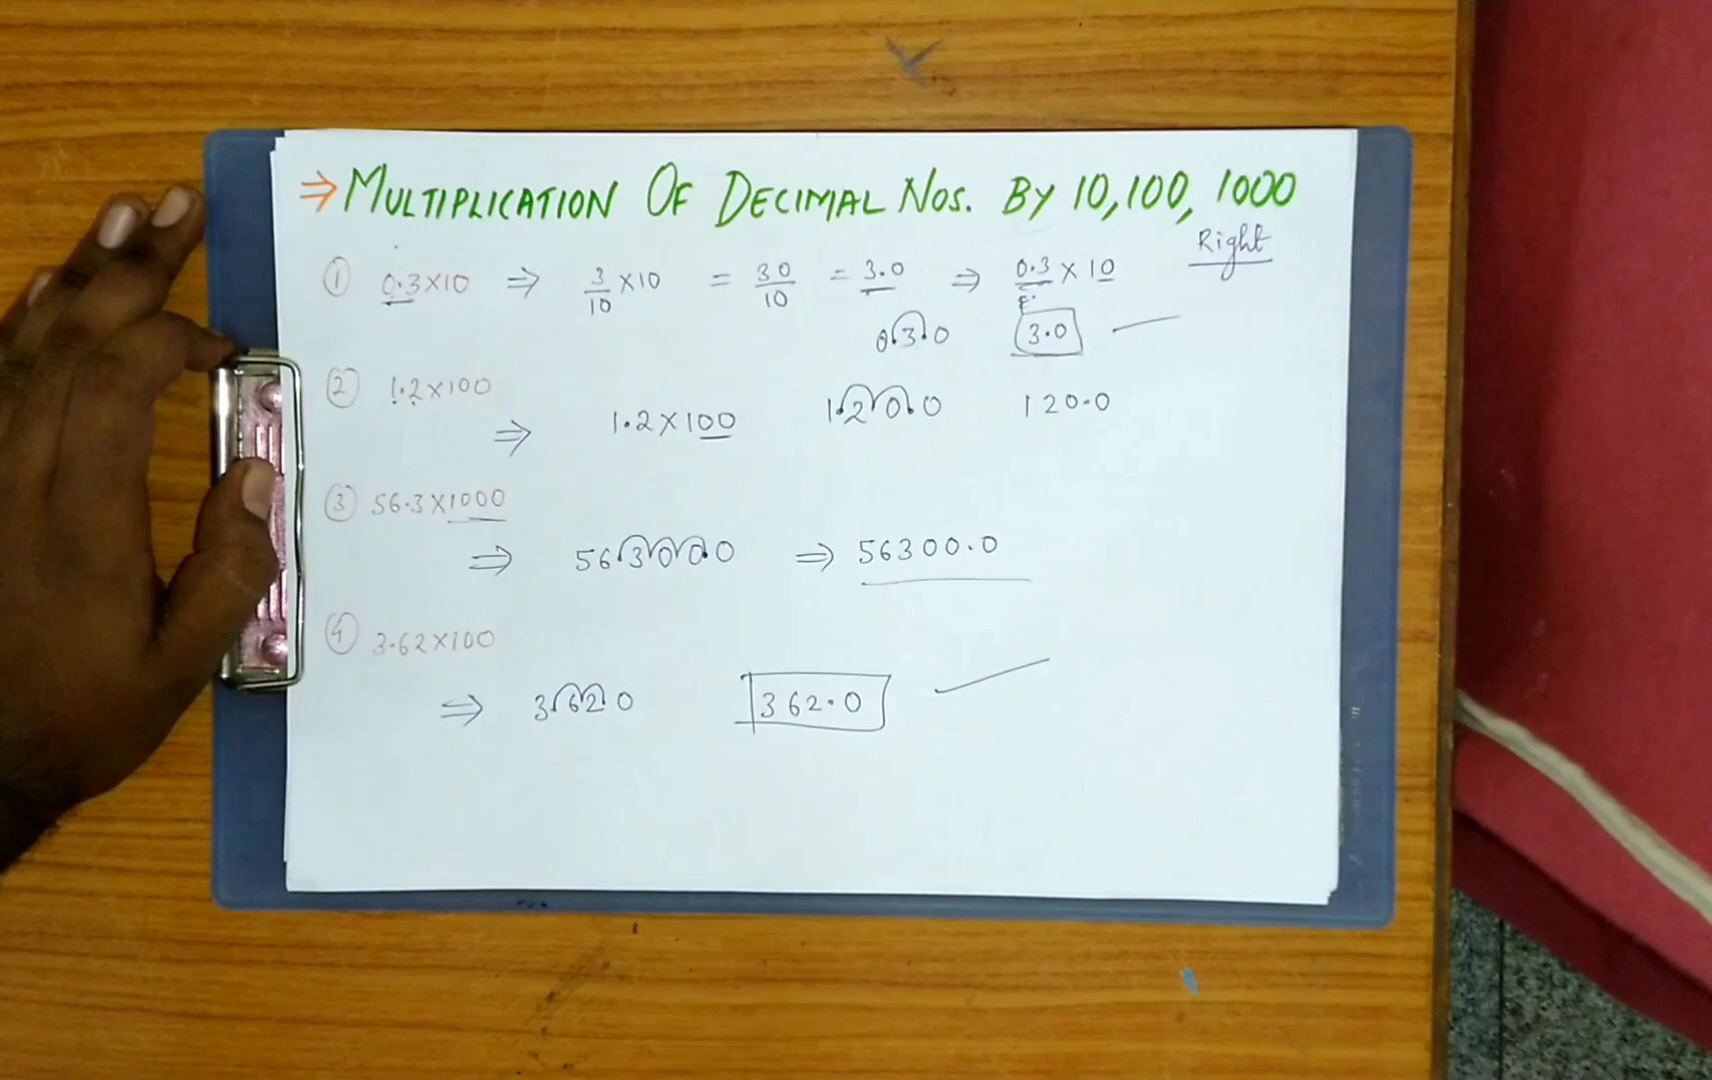 ⇒ MULTIPLICATION OF DECIMAL NOS. BY 10,100, 1000
Right
① 0.3×10 ⇒ 3/10 ×10 = 30/10 = 3.0 ⇒ 0.3 × 10
0.3.0 3.0
② 1.2×100
⇒ 1.2×100 1.20.0 120.0
③ 56.3×1000
⇒ 56.300.0 ⇒ 56300.0
④ 3.62×100
⇒ 3.62.0 362.0